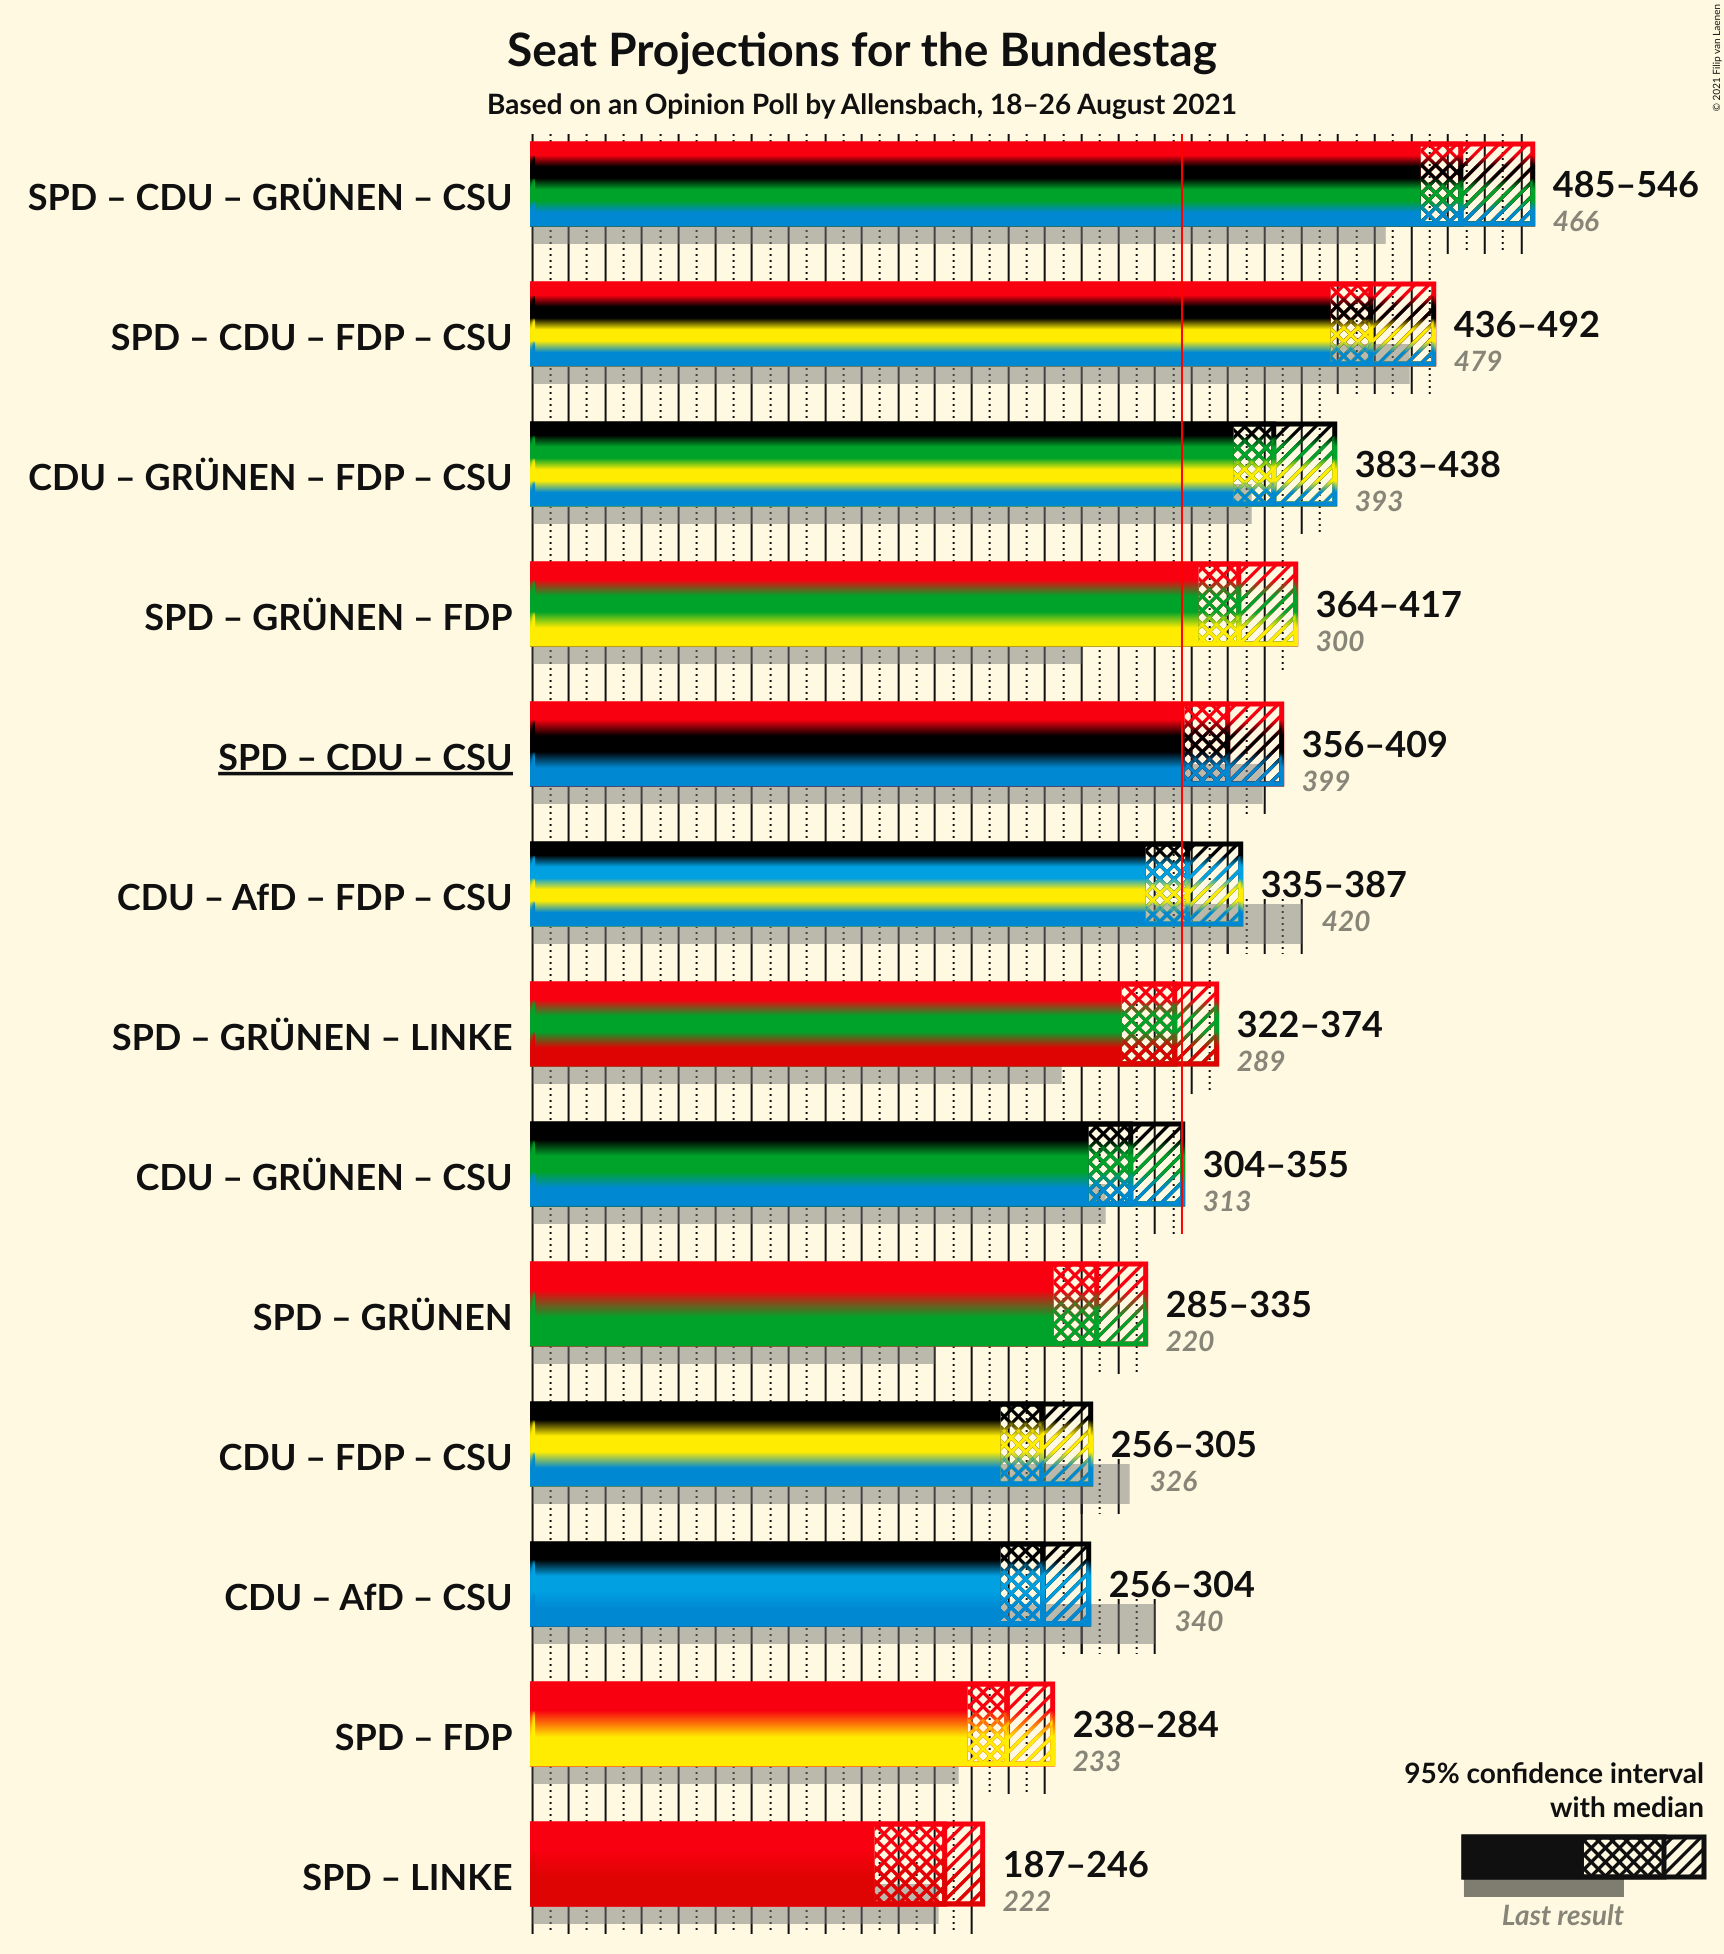 © 2021 Filip van Laenen
Seat Projections for the Bundestag
Based on an Opinion Poll by Allensbach, 18–26 August 2021
SPD – CDU – GRÜNEN – CSU
485–546
466
SPD – CDU – FDP – CSU
436–492
479
CDU – GRÜNEN – FDP – CSU
383–438
393
SPD – GRÜNEN – FDP
364–417
300
SPD – CDU – CSU
356–409
399
CDU – AfD – FDP – CSU
335–387
420
SPD – GRÜNEN – LINKE
322–374
289
CDU – GRÜNEN – CSU
304–355
313
SPD – GRÜNEN
285–335
220
CDU – FDP – CSU
256–305
326
CDU – AfD – CSU
256–304
340
SPD – FDP
238–284
233
SPD – LINKE
187–246
222
95% confidence interval
with median
Last result